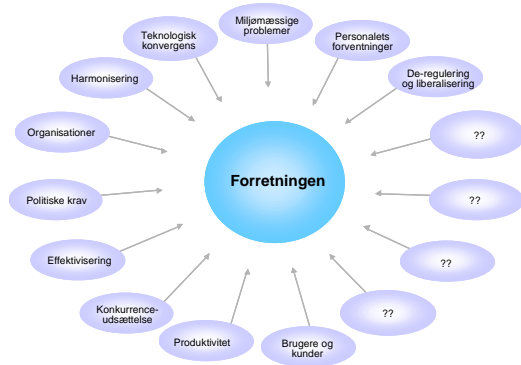 Miljømæssige
problemer
Personalets
forventninger
De-regulering
og liberalisering
??
??
??
??
Brugere og
kunder
Produktivitet
Konkurrence-
udsættelse
Effektivisering
Politiske krav
Organisationer
Harmonisering
Teknologisk
konvergens
Forretningen